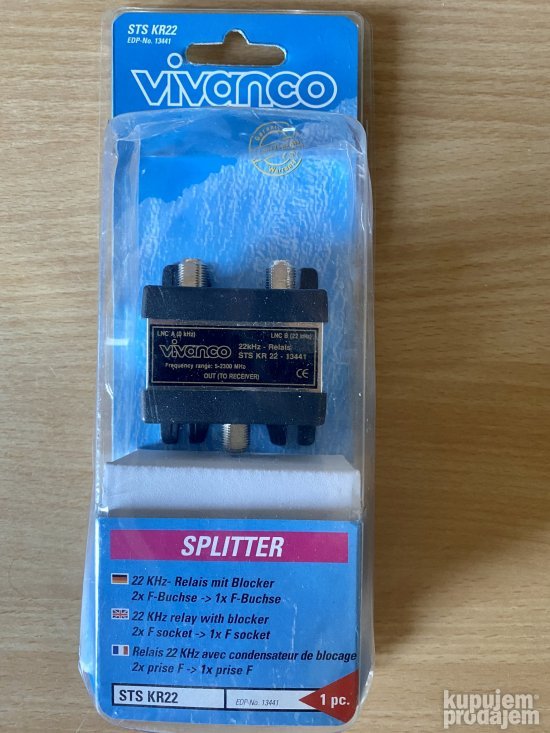 STS KR22
EDP-No. 13441
vivanco
LNC A (0 kHz)
LNC B (22 kHz)
vivanco
22kHz - Relais
STS KR 22 - 13441
Frequency range: 5-2300 MHz
CE
OUT (TO RECEIVER)
SPLITTER
22 KHz- Relais mit Blocker
2x F-Buchse -> 1x F-Buchse
22 KHz relay with blocker
2x F socket -> 1x F socket
Relais 22 KHz avec condensateur de blocage
2x prise F -> 1x prise F
STS KR22
EDP-No. 13441
1 pc.
kupujem
prodajem